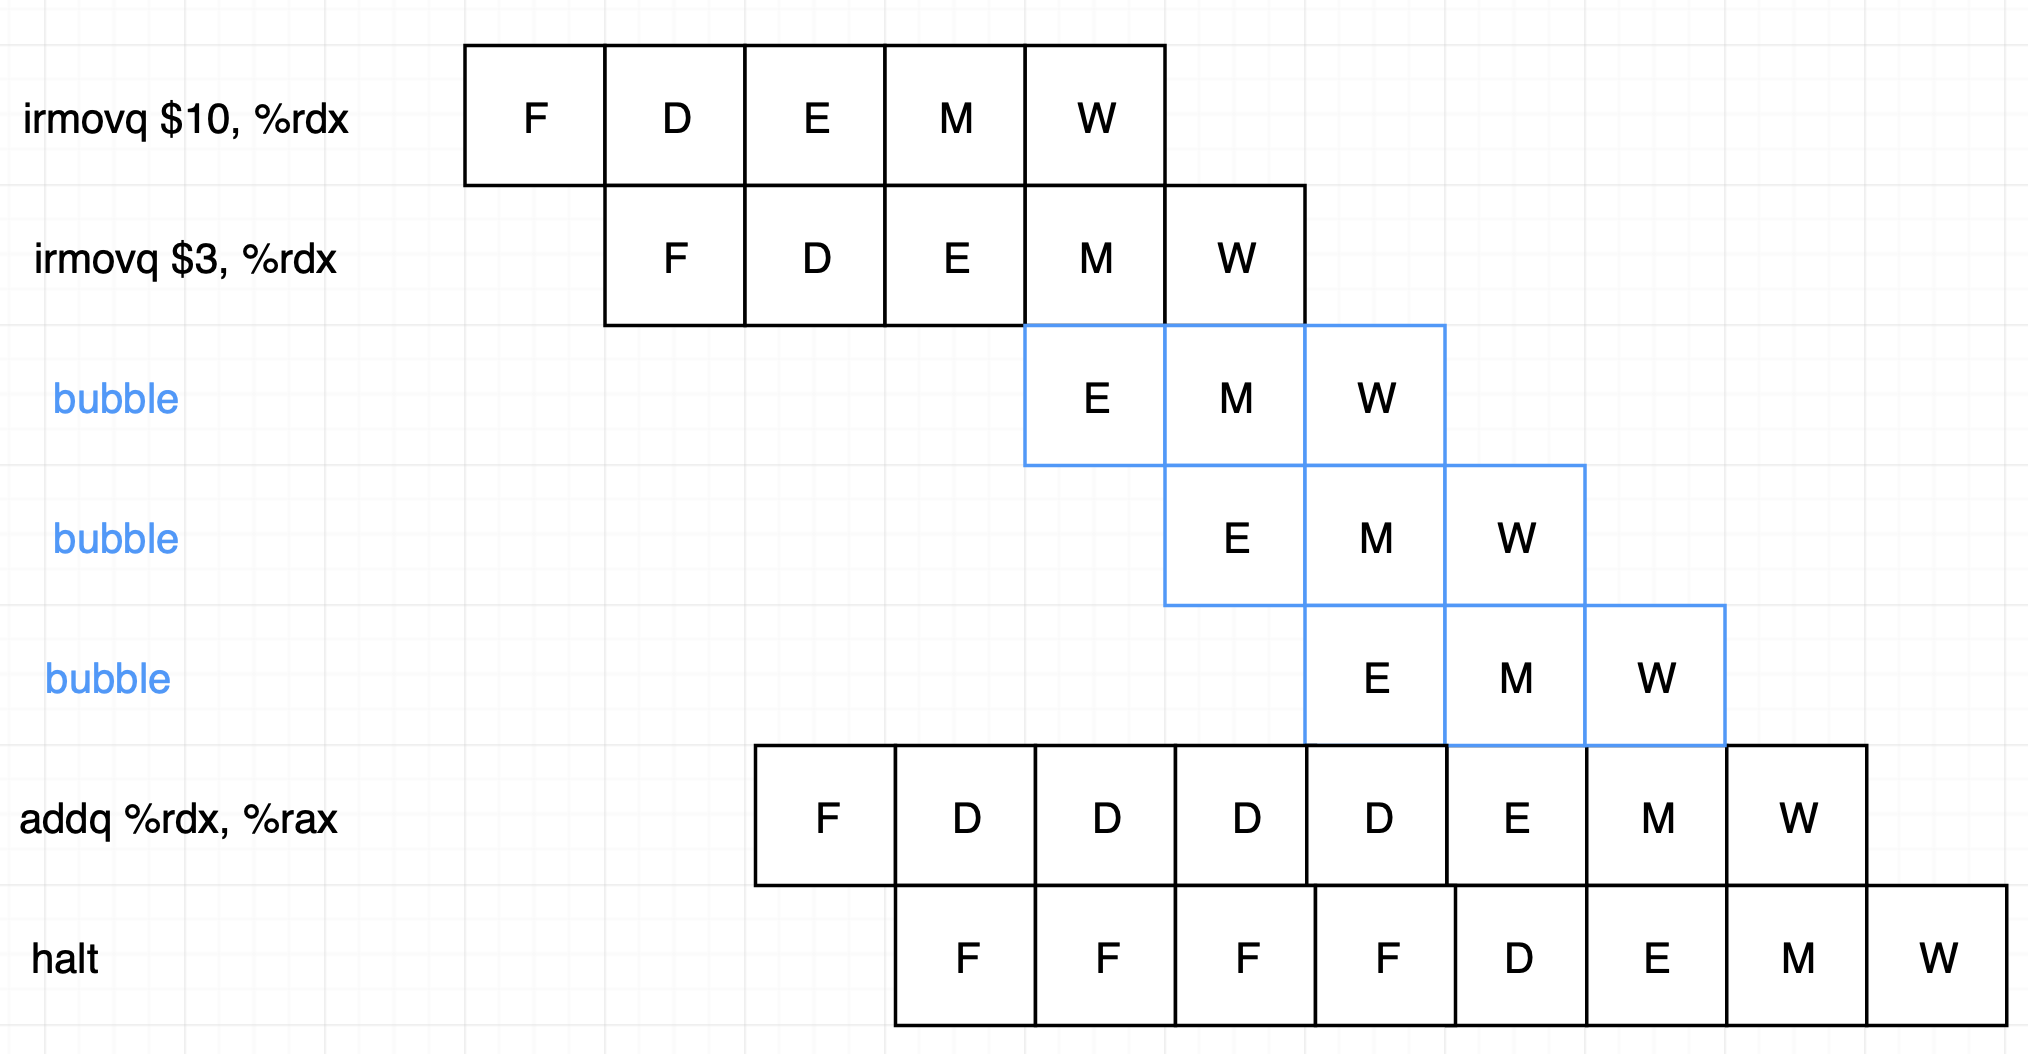 irmovq $10, %rdx F D E M W
irmovq $3, %rdx F D E M W
bubble E M W
bubble E M W
bubble E M W
addq %rdx, %rax F D D D D E M W
halt F F F F D E M W